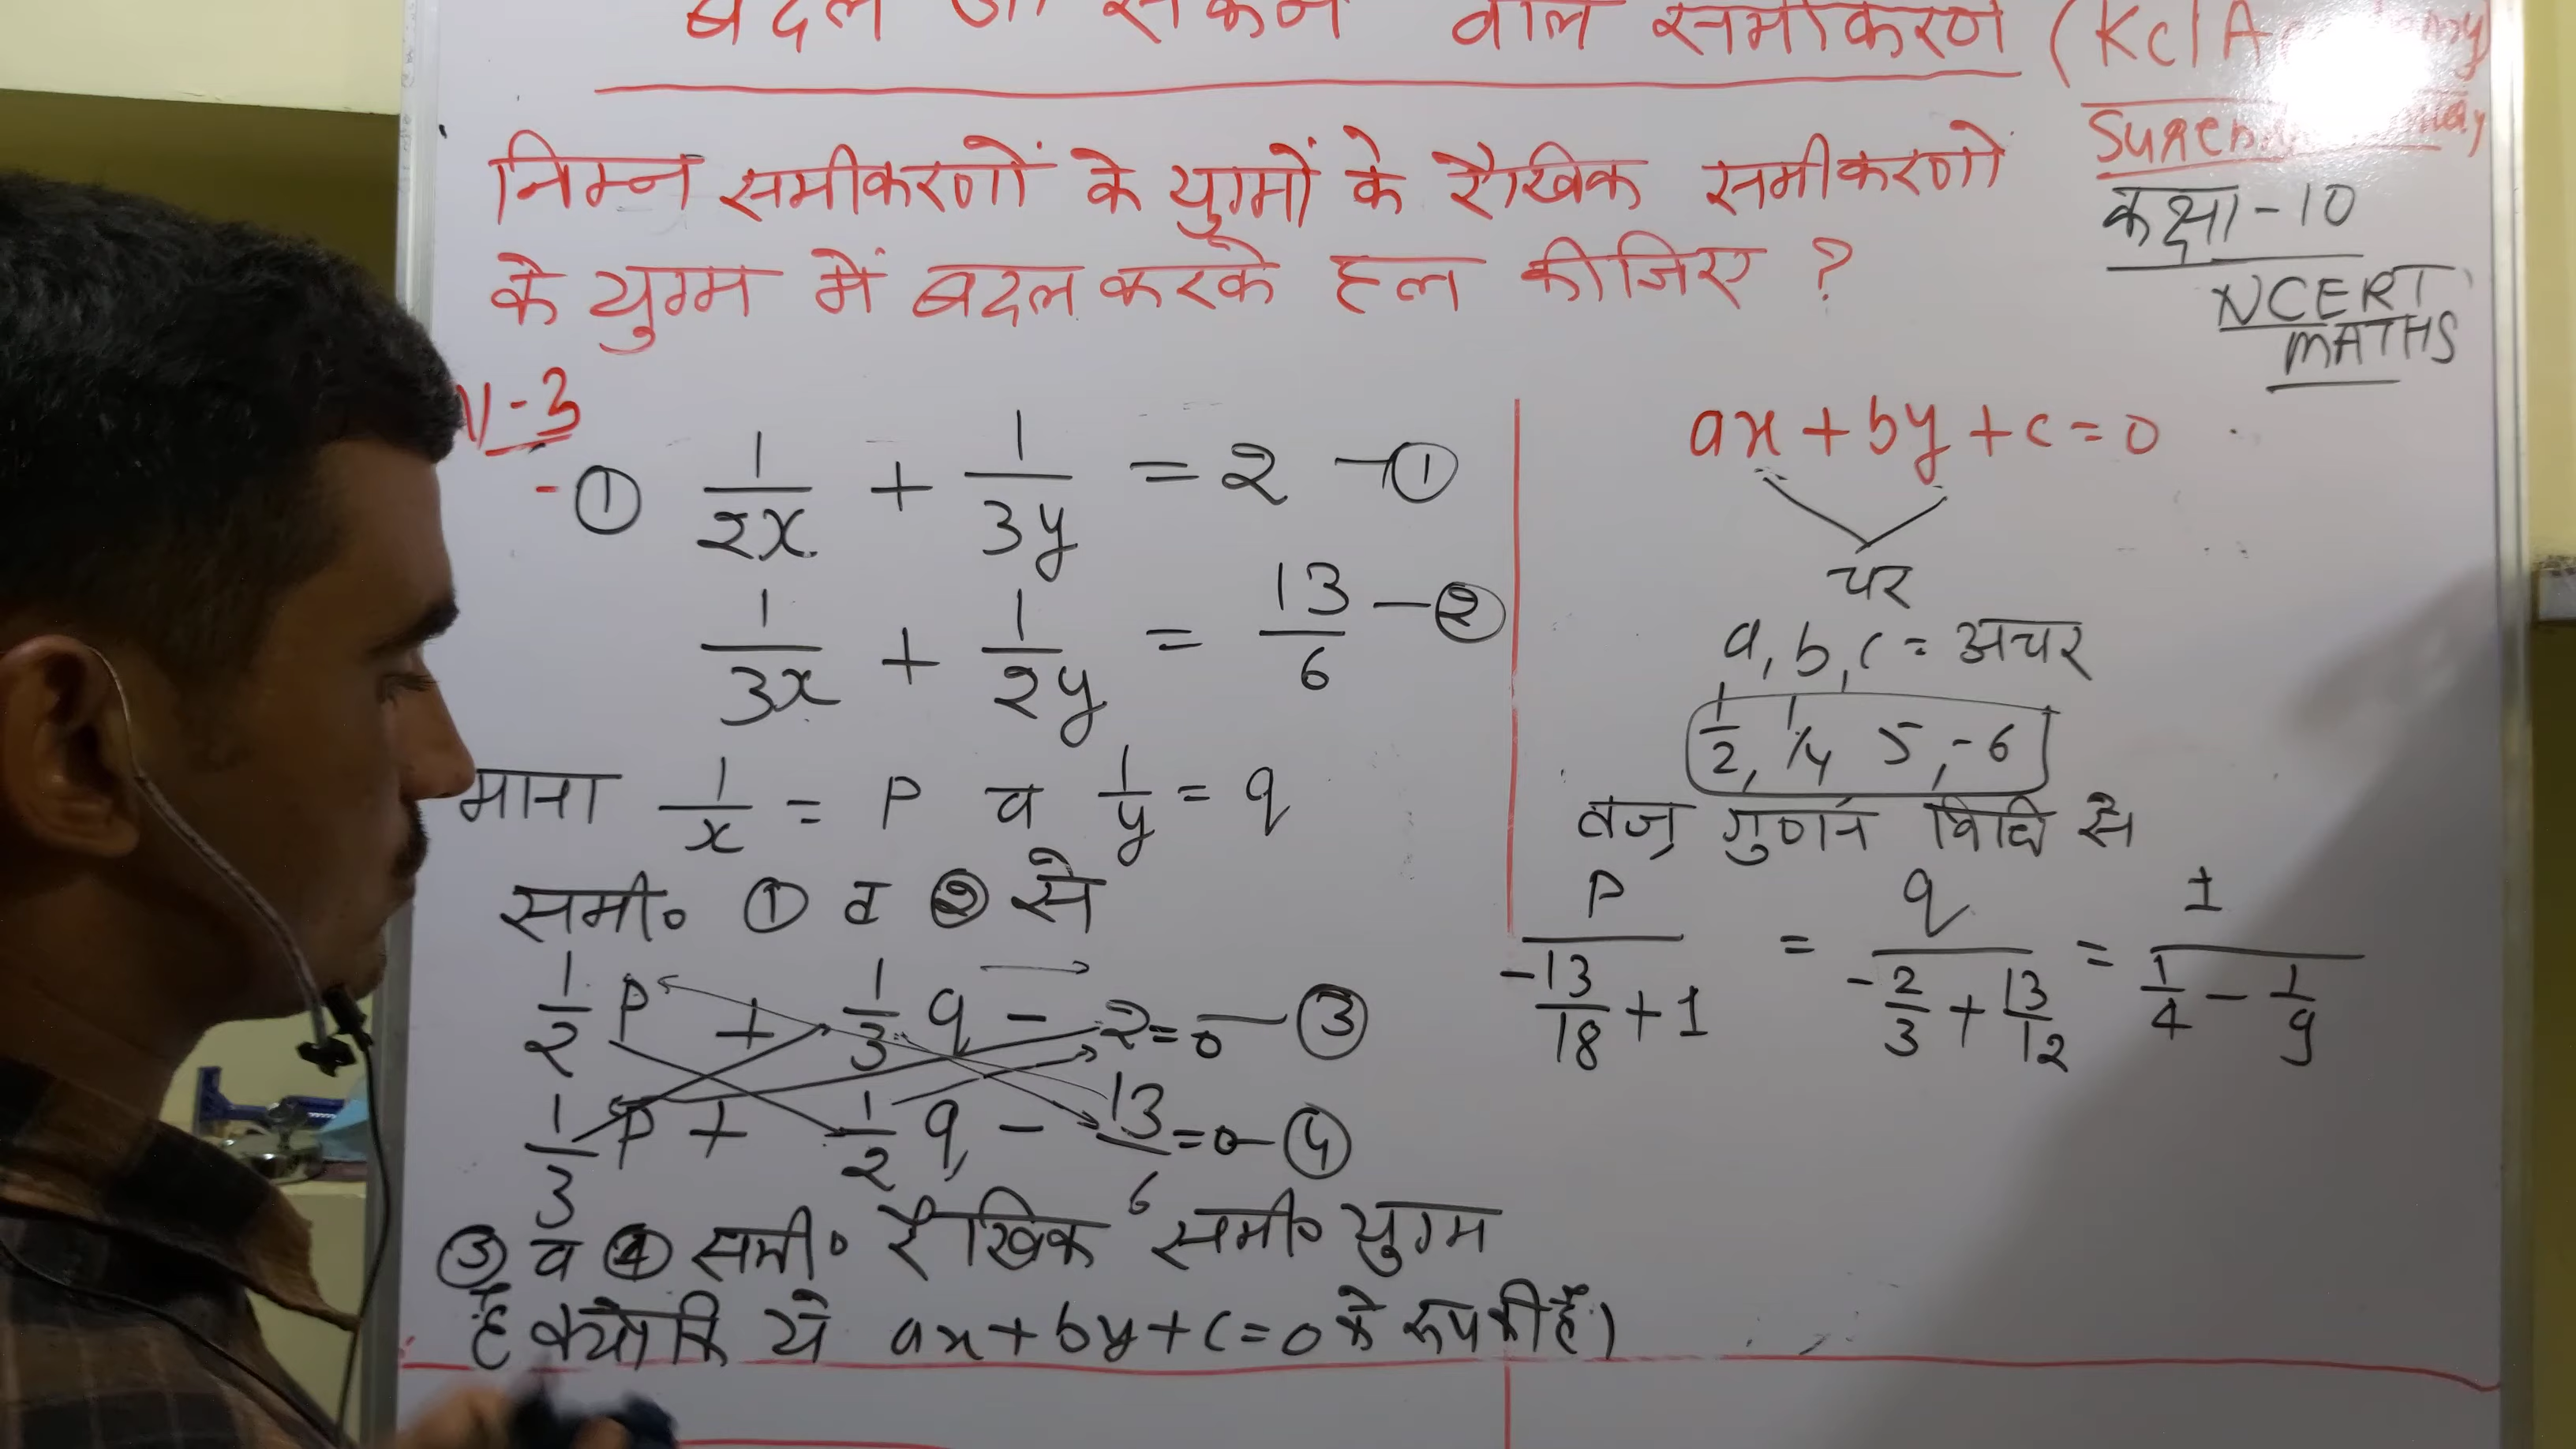 बदल जा सकने वाले समीकरण (KclA
निम्न समीकरणों के युग्मों के रैखिक समीकरणो
के युग्म में बदल करके हल कीजिए ?
कक्षा-10
NCERT
MATHS
-3
① 1/2x + 1/3y = 2 -①
1/3x + 1/2y = 13/6 -②
माना 1/x = P व 1/y = q
समी० ① व ② से
1/2 P + 1/3 q - 2=0 -③
1/3 P + 1/2 q - 13/6 =0 -④
③ व ④ समी० रैखिक समी० युग्म
है क्योकि ये ax+by+c=0 के रूप की हैं।
ax+by+c=0
चर
a, b, c = अचर
1/2, 1/4 5, -6
वज्र गुणन विधि से
P/(-13/18+1) = q/(-2/3+13/12) = 1/(1/4-1/9)